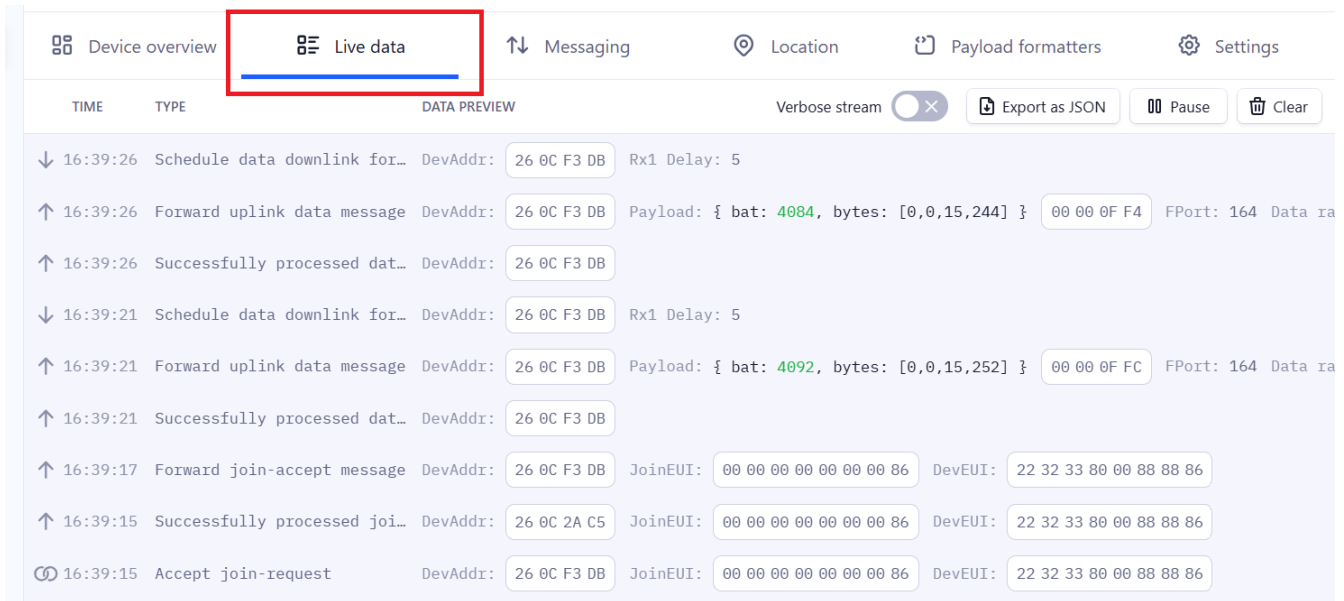 Device overview Live data Messaging Location Payload formatters Settings
TIME TYPE DATA PREVIEW Verbose stream Export as JSON Pause Clear
16:39:26 Schedule data downlink for… DevAddr: 26 0C F3 DB Rx1 Delay: 5
16:39:26 Forward uplink data message DevAddr: 26 0C F3 DB Payload: { bat: 4084, bytes: [0,0,15,244] } 00 00 0F F4 FPort: 164 Data ra
16:39:26 Successfully processed dat… DevAddr: 26 0C F3 DB
16:39:21 Schedule data downlink for… DevAddr: 26 0C F3 DB Rx1 Delay: 5
16:39:21 Forward uplink data message DevAddr: 26 0C F3 DB Payload: { bat: 4092, bytes: [0,0,15,252] } 00 00 0F FC FPort: 164 Data ra
16:39:21 Successfully processed dat… DevAddr: 26 0C F3 DB
16:39:17 Forward join-accept message DevAddr: 26 0C F3 DB JoinEUI: 00 00 00 00 00 00 00 86 DevEUI: 22 32 33 80 00 88 88 86
16:39:15 Successfully processed joi… DevAddr: 26 0C 2A C5 JoinEUI: 00 00 00 00 00 00 00 86 DevEUI: 22 32 33 80 00 88 88 86
16:39:15 Accept join-request DevAddr: 26 0C F3 DB JoinEUI: 00 00 00 00 00 00 00 86 DevEUI: 22 32 33 80 00 88 88 86